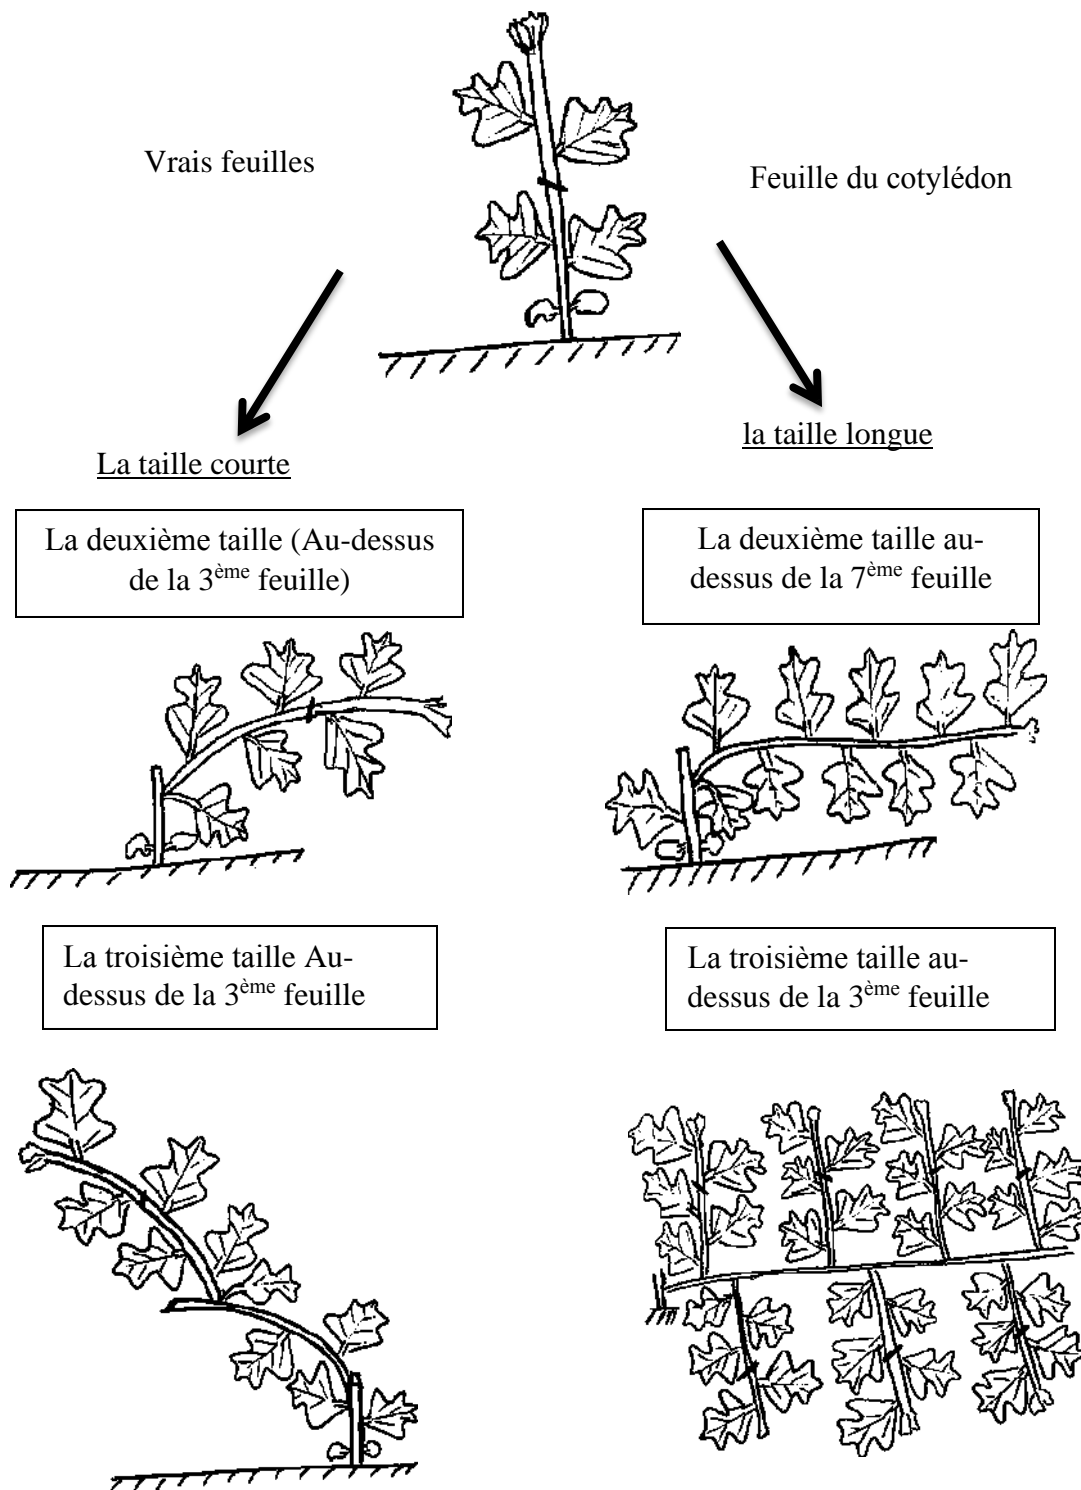 Vrais feuilles
Feuille du cotylédon
La taille courte
la taille longue
La deuxième taille (Au-dessus
de la 3ème feuille)
La deuxième taille au-
dessus de la 7ème feuille
La troisième taille Au-
dessus de la 3ème feuille
La troisième taille au-
dessus de la 3ème feuille